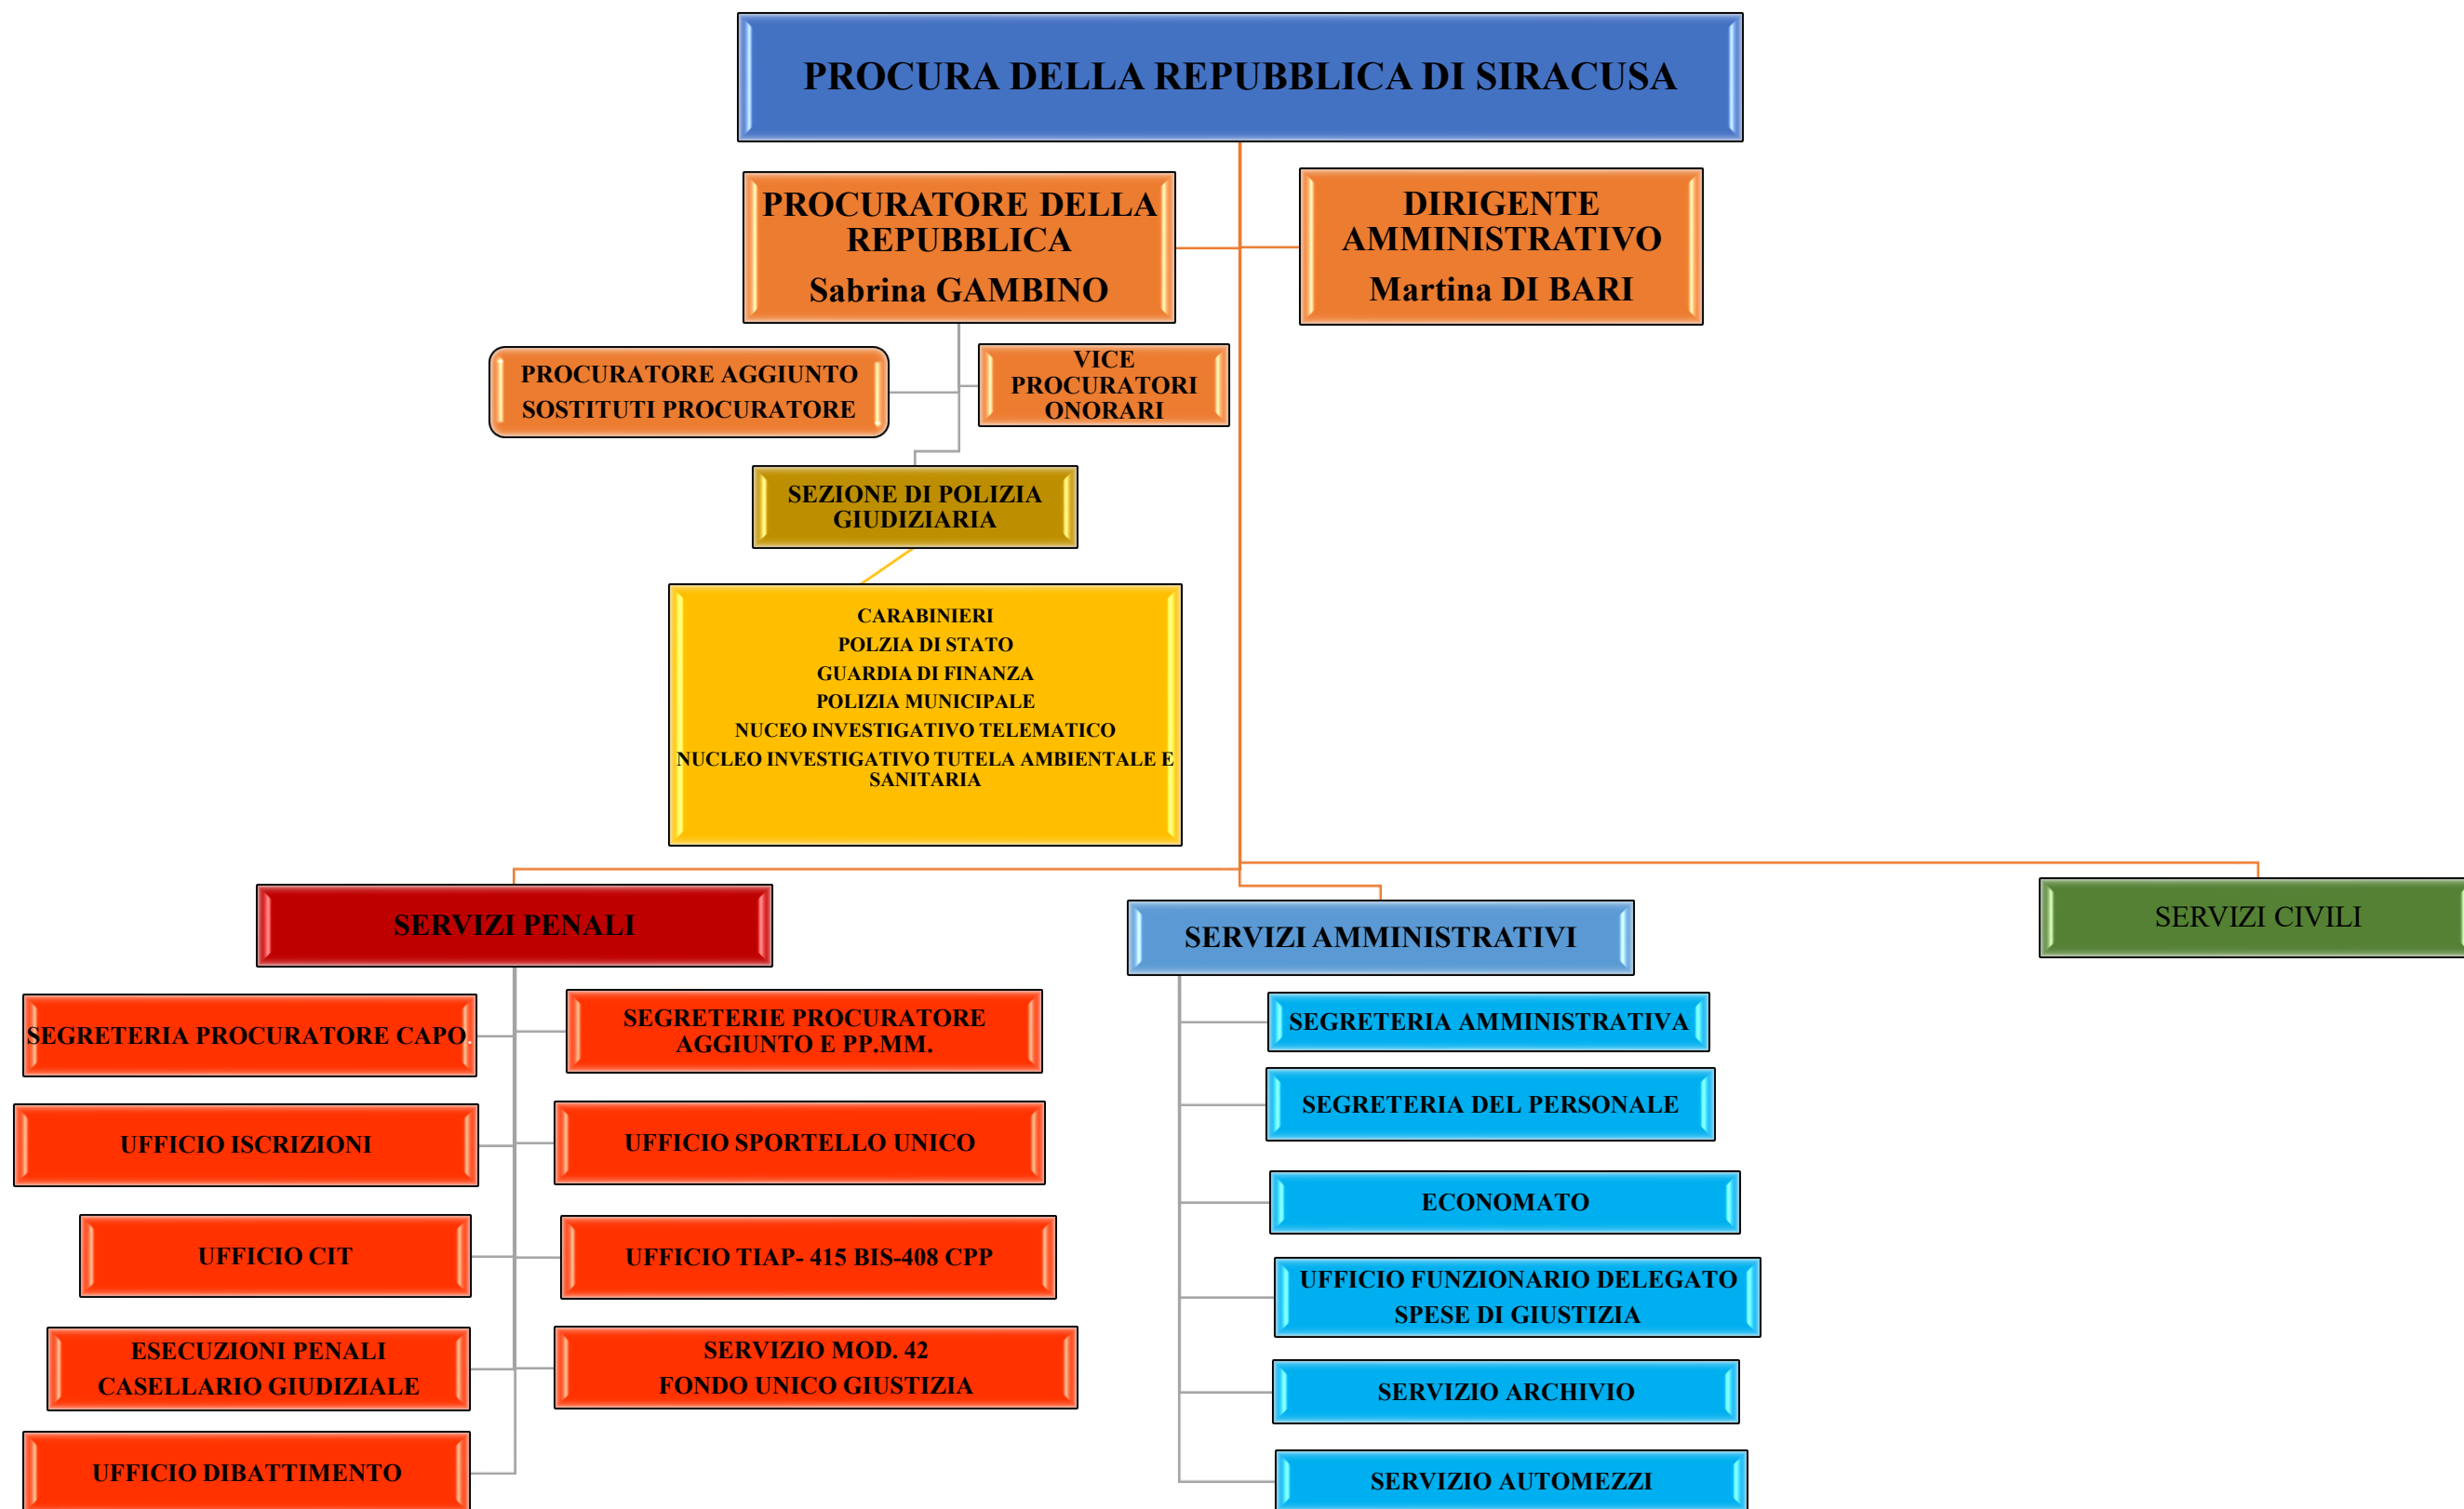 PROCURA DELLA REPUBBLICA DI SIRACUSA
PROCURATORE DELLA
REPUBBLICA
Sabrina GAMBINO
DIRIGENTE
AMMINISTRATIVO
Martina DI BARI
PROCURATORE AGGIUNTO
SOSTITUTI PROCURATORE
VICE
PROCURATORI
ONORARI
SEZIONE DI POLIZIA
GIUDIZIARIA
CARABINIERI
POLZIA DI STATO
GUARDIA DI FINANZA
POLIZIA MUNICIPALE
NUCEO INVESTIGATIVO TELEMATICO
NUCLEO INVESTIGATIVO TUTELA AMBIENTALE E
SANITARIA
SERVIZI PENALI
SEGRETERIA PROCURATORE CAPO.
SEGRETERIE PROCURATORE
AGGIUNTO E PP.MM.
UFFICIO ISCRIZIONI
UFFICIO SPORTELLO UNICO
UFFICIO CIT
UFFICIO TIAP- 415 BIS-408 CPP
ESECUZIONI PENALI
CASELLARIO GIUDIZIALE
SERVIZIO MOD. 42
FONDO UNICO GIUSTIZIA
UFFICIO DIBATTIMENTO
SERVIZI AMMINISTRATIVI
SEGRETERIA AMMINISTRATIVA
SEGRETERIA DEL PERSONALE
ECONOMATO
UFFICIO FUNZIONARIO DELEGATO
SPESE DI GIUSTIZIA
SERVIZIO ARCHIVIO
SERVIZIO AUTOMEZZI
SERVIZI CIVILI